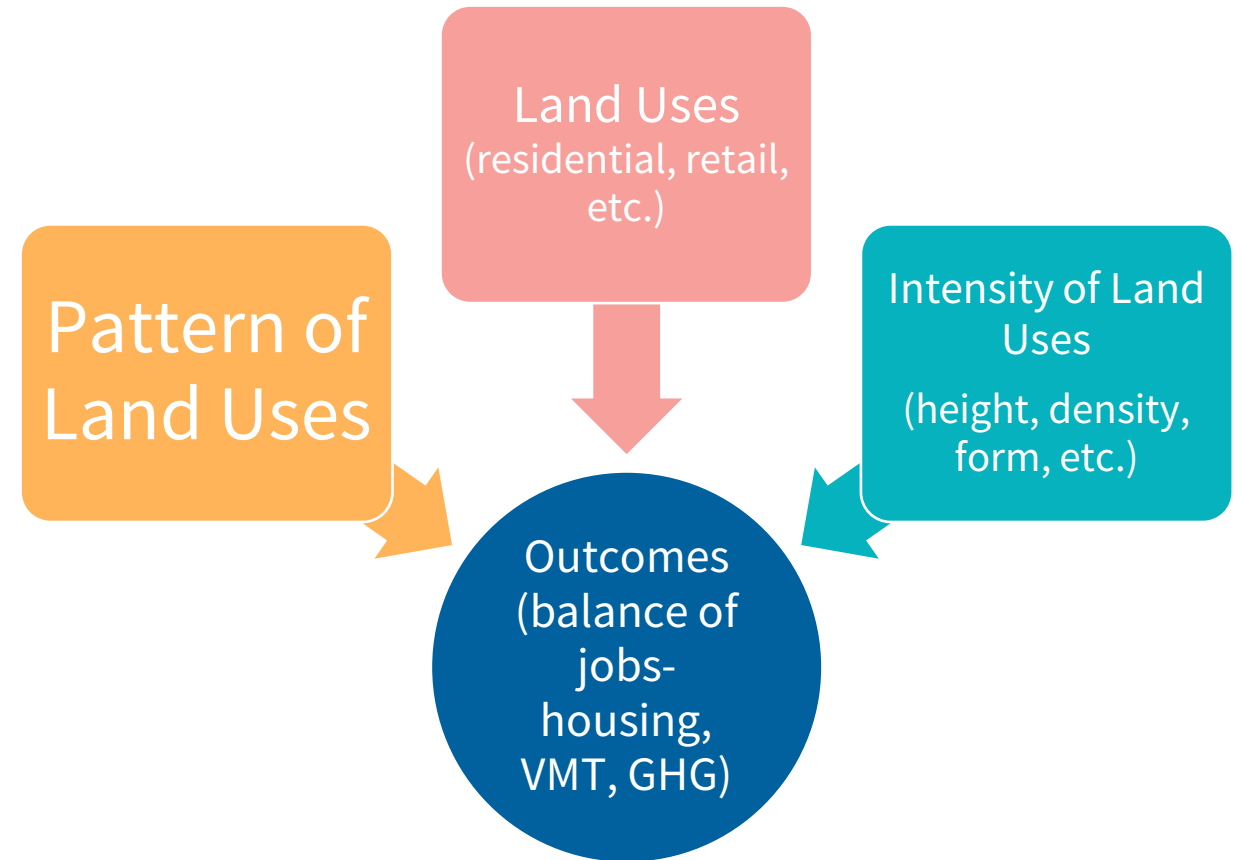 Land Uses
(residential, retail,
etc.)
Pattern of
Land Uses
Intensity of Land
Uses
(height, density,
form, etc.)
Outcomes
(balance of
jobs-
housing,
VMT, GHG)